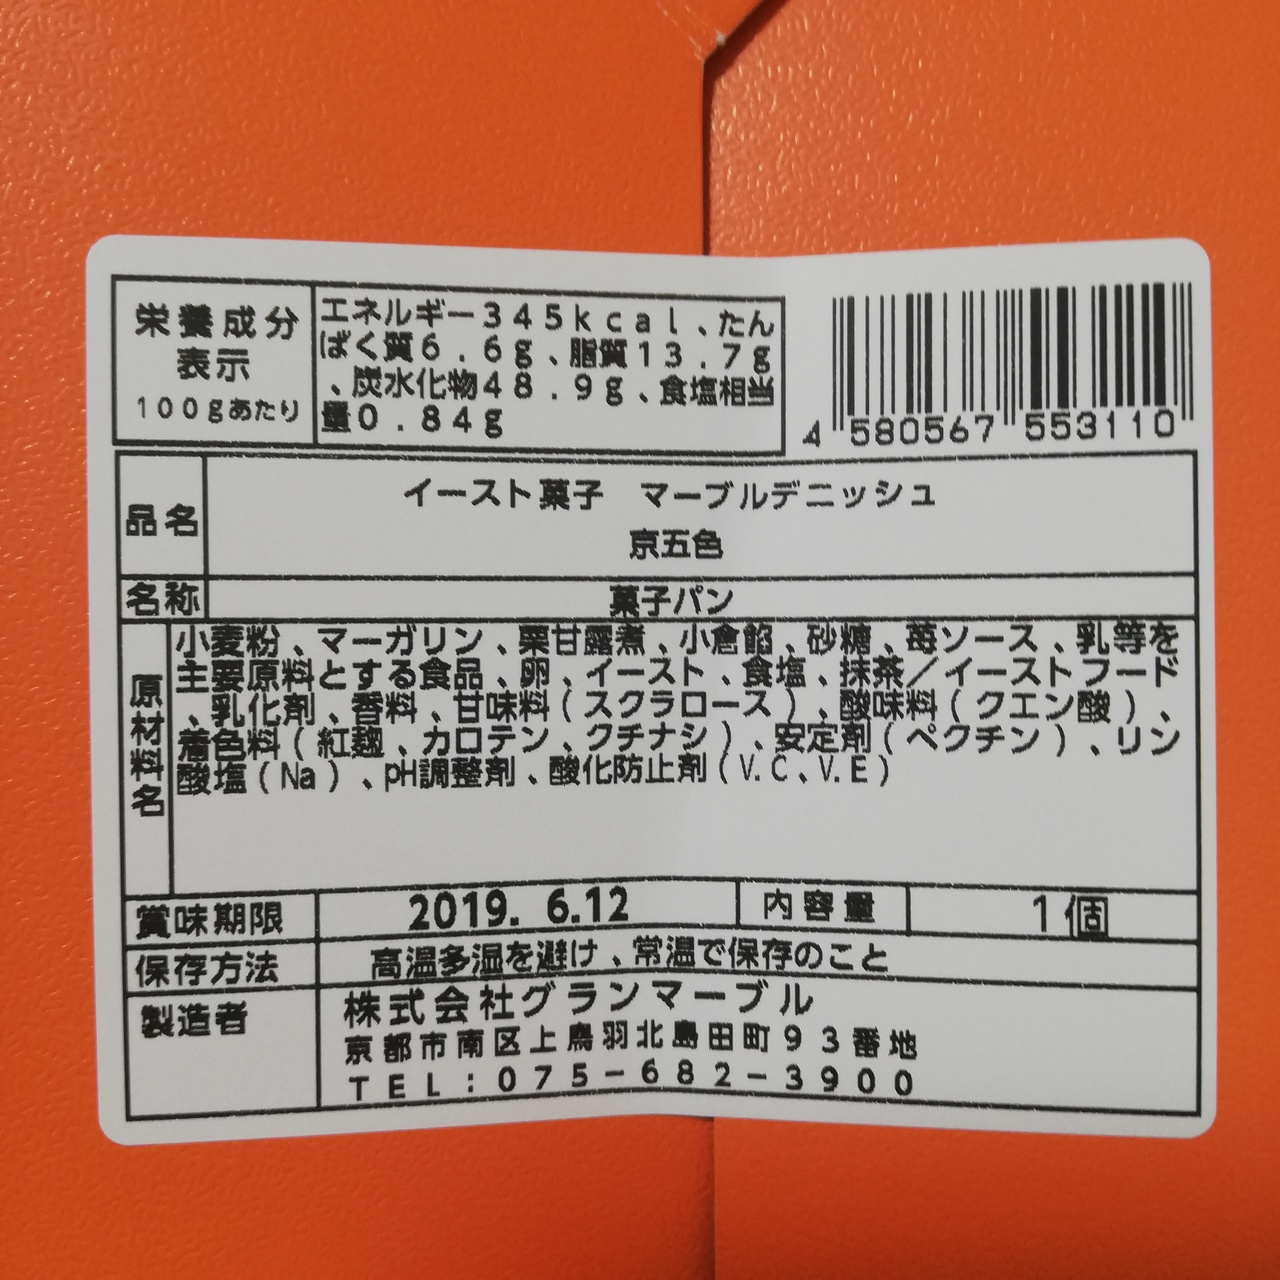 栄養成分
表示
100gあたり
エネルギー345kcal、たん
ぱく質6.6g、脂質13.7g
、炭水化物48.9g、食塩相当
量0.84g
4 580567 553110
品名
イースト菓子 マーブルデニッシュ
京五色
名称
菓子パン
原材料名
小麦粉、マーガリン、栗甘露煮、小倉餡、砂糖、苺ソース、乳等を
主要原料とする食品、卵、イースト、食塩、抹茶／イーストフード
、乳化剤、香料、甘味料(スクラロース)、酸味料(クエン酸)、
着色料(紅麹、カロテン、クチナシ)、安定剤(ペクチン)、リン
酸塩(Na)、pH調整剤、酸化防止剤(V.C、V.E)
賞味期限
2019. 6.12
内容量
1個
保存方法
高温多湿を避け、常温で保存のこと
製造者
株式会社グランマーブル
京都市南区上鳥羽北島田町93番地
TEL:075-682-3900